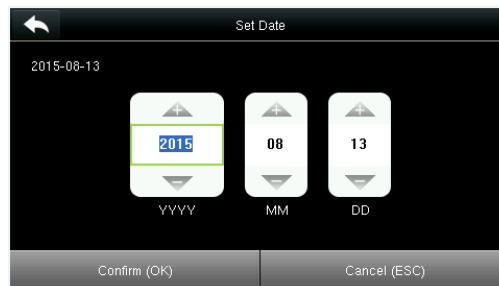 Set Date
2015-08-13
2015 08 13
YYYY MM DD
Confirm (OK) Cancel (ESC)